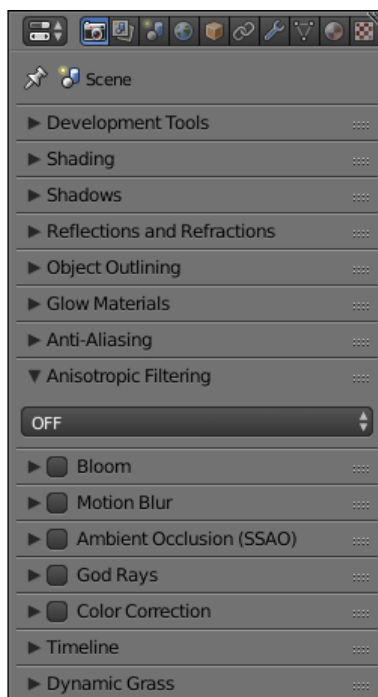 Scene
Development Tools
Shading
Shadows
Reflections and Refractions
Object Outlining
Glow Materials
Anti-Aliasing
Anisotropic Filtering
OFF
Bloom
Motion Blur
Ambient Occlusion (SSAO)
God Rays
Color Correction
Timeline
Dynamic Grass